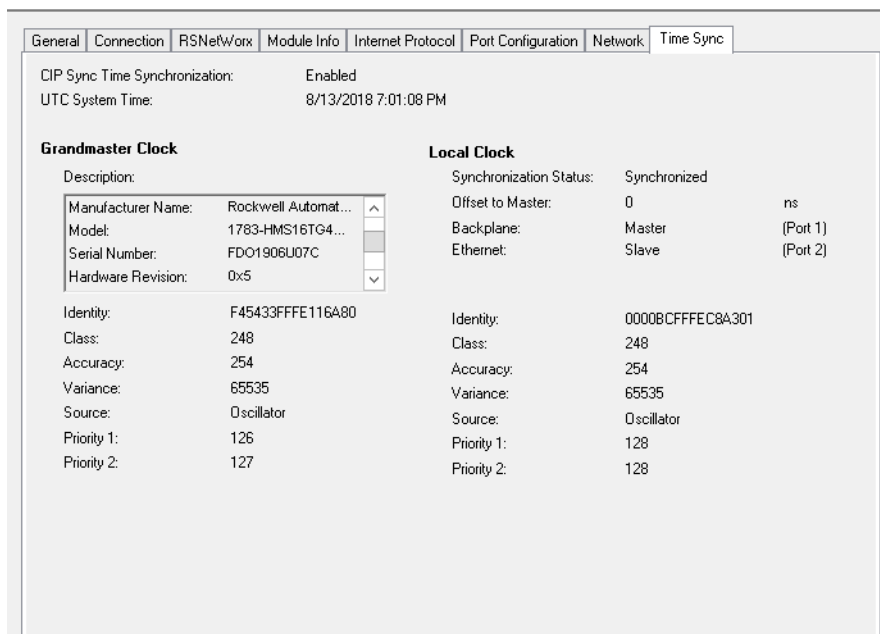 General Connection RSNetWorx Module Info Internet Protocol Port Configuration Network Time Sync
CIP Sync Time Synchronization: Enabled
UTC System Time: 8/13/2018 7:01:08 PM
Grandmaster Clock
Description:
Manufacturer Name: Rockwell Automat...
Model: 1783-HMS16TG4...
Serial Number: FDO1906U07C
Hardware Revision: 0x5
Identity: F45433FFFE116A80
Class: 248
Accuracy: 254
Variance: 65535
Source: Oscillator
Priority 1: 126
Priority 2: 127
Local Clock
Synchronization Status: Synchronized
Offset to Master: 0 ns
Backplane: Master (Port 1)
Ethernet: Slave (Port 2)
Identity: 0000BCFFFEC8A301
Class: 248
Accuracy: 254
Variance: 65535
Source: Oscillator
Priority 1: 128
Priority 2: 128